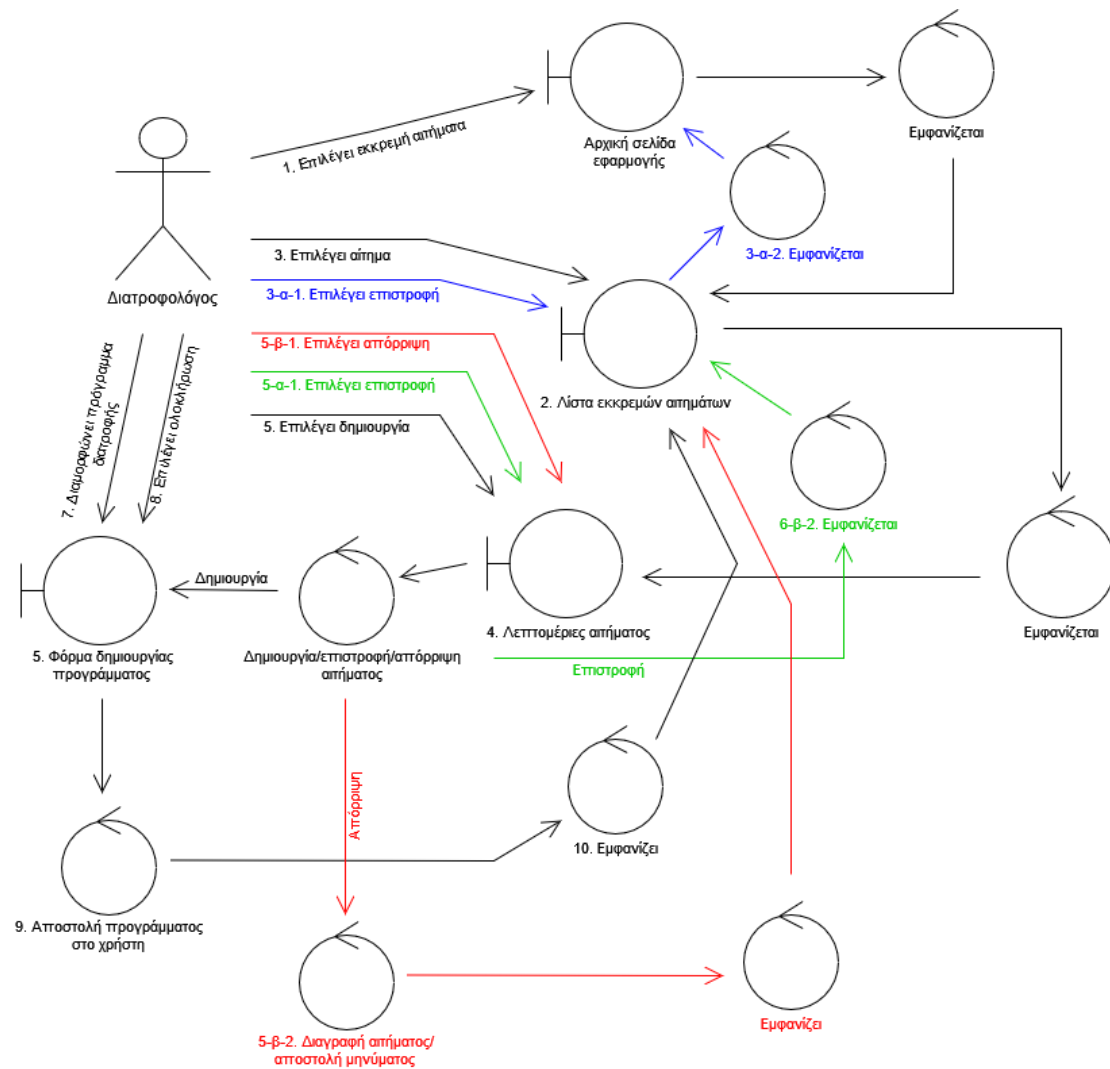 1. Επιλέγει εκκρεμή αιτήματα
Αρχική σελίδα
εφαρμογής
Εμφανίζεται
3. Επιλέγει αίτημα
3-α-2. Εμφανίζεται
Διατροφολόγος
3-α-1. Επιλέγει επιστροφή
5-β-1. Επιλέγει απόρριψη
5-α-1. Επιλέγει επιστροφή
2. Λίστα εκκρεμών αιτημάτων
5. Επιλέγει δημιουργία
7. Διαμορφώνει πρόγραμμα
διατροφής
8. Επιλέγει ολοκλήρωση
6-β-2. Εμφανίζεται
Δημιουργία
4. Λεπτομέριες αιτήματος
Εμφανίζεται
5. Φόρμα δημιουργίας
προγράμματος
Δημιουργία/επιστροφή/απόρριψη
αιτήματος
Επιστροφή
Απόρριψη
10. Εμφανίζει
9. Αποστολή προγράμματος
στο χρήστη
5-β-2. Διαγραφή αιτήματος/
αποστολή μηνύματος
Εμφανίζει